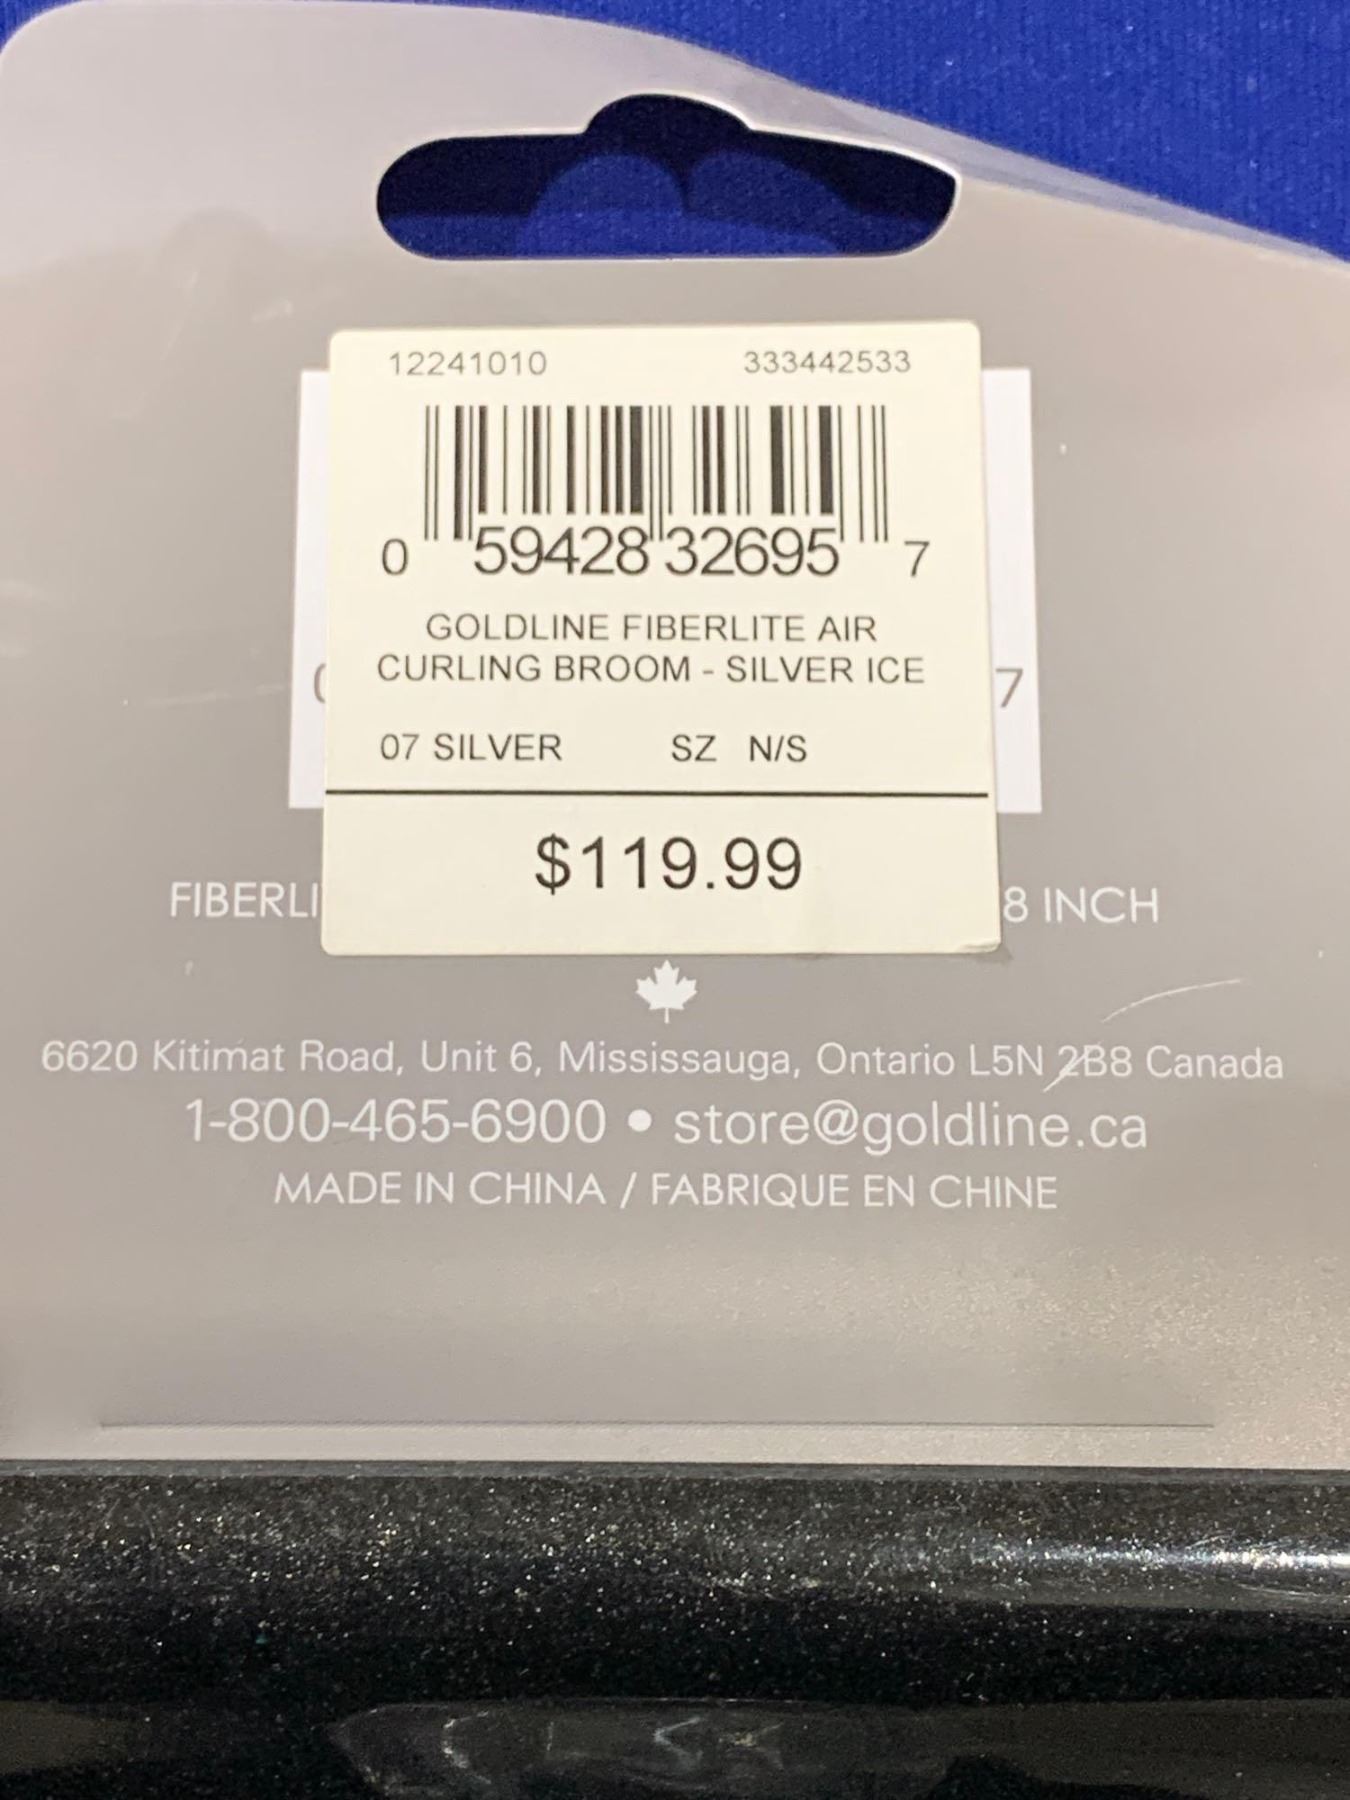 12241010 333442533
0 59428 32695 7
GOLDLINE FIBERLITE AIR
CURLING BROOM - SILVER ICE
7
07 SILVER SZ N/S
$119.99
8 INCH
6620 Kitimat Road, Unit 6, Mississauga, Ontario L5N 2B8 Canada
1-800-465-6900 • store@goldline.ca
MADE IN CHINA / FABRIQUE EN CHINE